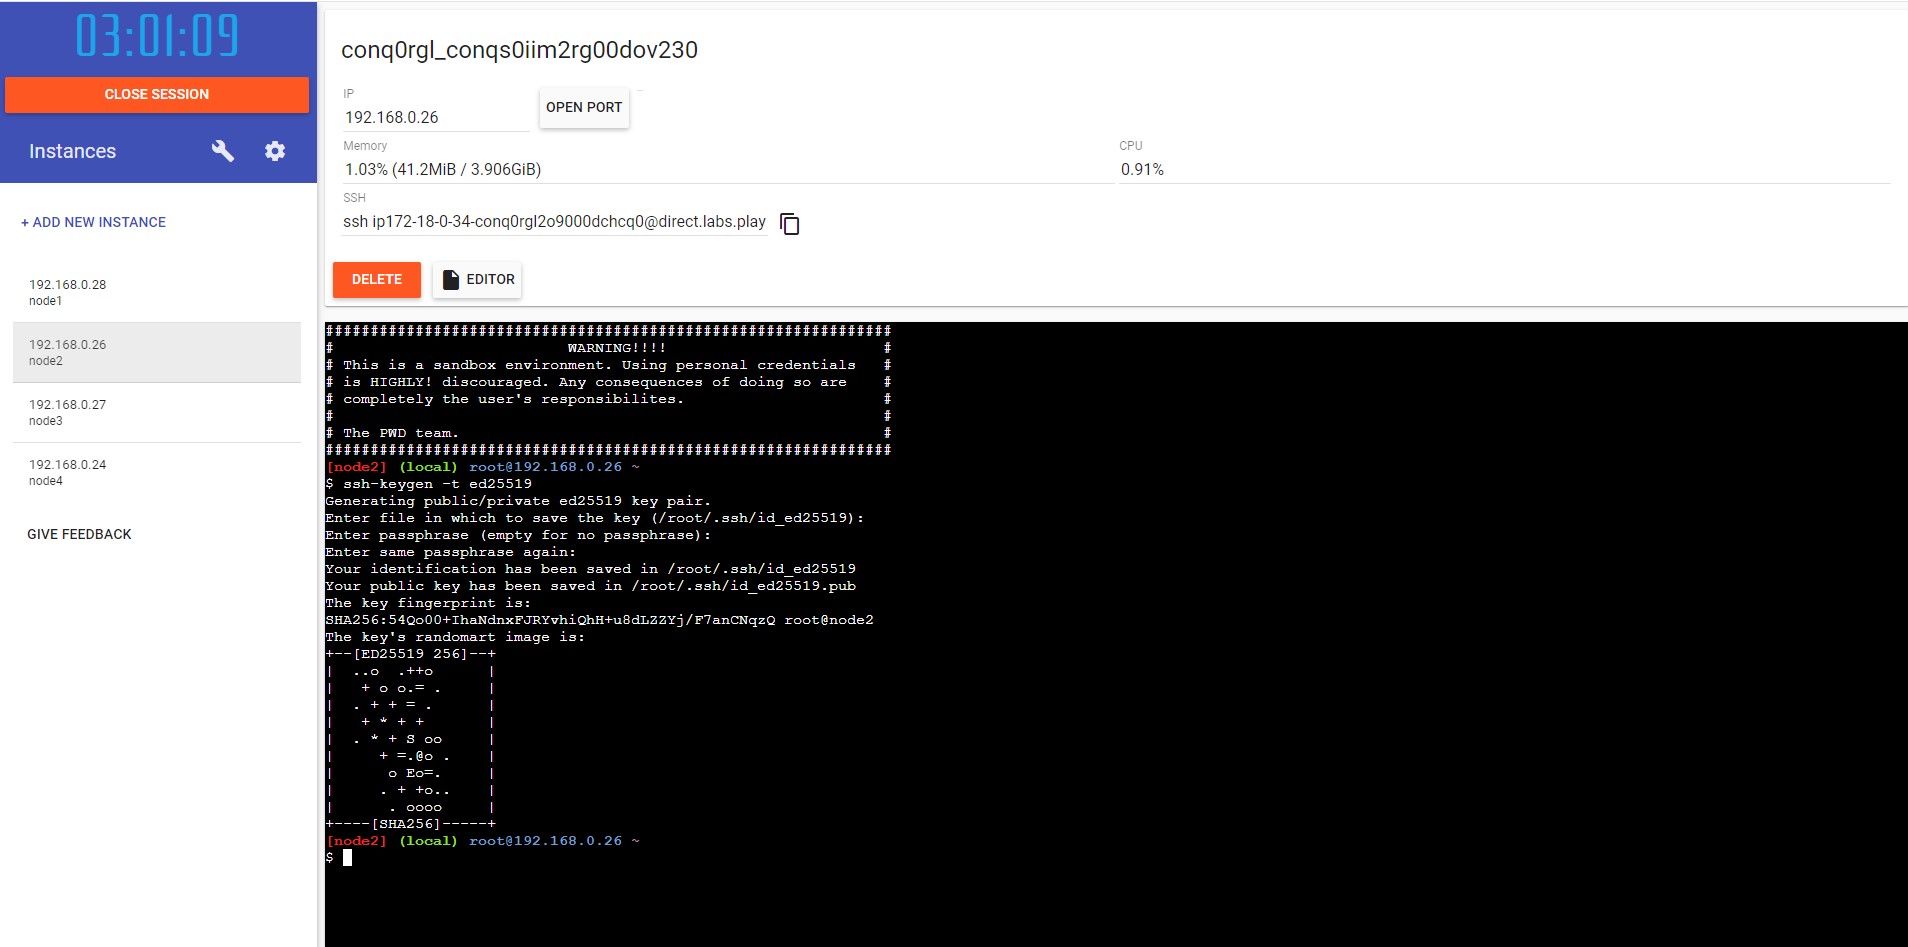 03:01:09
CLOSE SESSION
Instances
+ ADD NEW INSTANCE
192.168.0.28
node1
192.168.0.26
node2
192.168.0.27
node3
192.168.0.24
node4
GIVE FEEDBACK
conq0rgl_conqs0iim2rg00dov230
IP
192.168.0.26
OPEN PORT
Memory
1.03% (41.2MiB / 3.906GiB)
CPU
0.91%
SSH
ssh ip172-18-0-34-conq0rgl2o9000dchcq0@direct.labs.play
DELETE
EDITOR
###############################################################
#                          WARNING!!!!                        #
# This is a sandbox environment. Using personal credentials   #
# is HIGHLY! discouraged. Any consequences of doing so are    #
# completely the user's responsibilites.                      #
#                                                             #
# The PWD team.                                               #
###############################################################
[node2] (local) root@192.168.0.26 ~
$ ssh-keygen -t ed25519
Generating public/private ed25519 key pair.
Enter file in which to save the key (/root/.ssh/id_ed25519):
Enter passphrase (empty for no passphrase):
Enter same passphrase again:
Your identification has been saved in /root/.ssh/id_ed25519
Your public key has been saved in /root/.ssh/id_ed25519.pub
The key fingerprint is:
SHA256:54Qo00+IhaNdnxFJRYvhiQhH+u8dLZZYj/F7anCNqzQ root@node2
The key's randomart image is:
+--[ED25519 256]--+
|  ..o  .++o      |
|   + o o.= .     |
|  . + + = .      |
|   + * + +       |
|  . * + S oo     |
|     + =.@o .    |
|      o Eo=.     |
|     . + +o..    |
|      . oooo     |
+----[SHA256]-----+
[node2] (local) root@192.168.0.26 ~
$